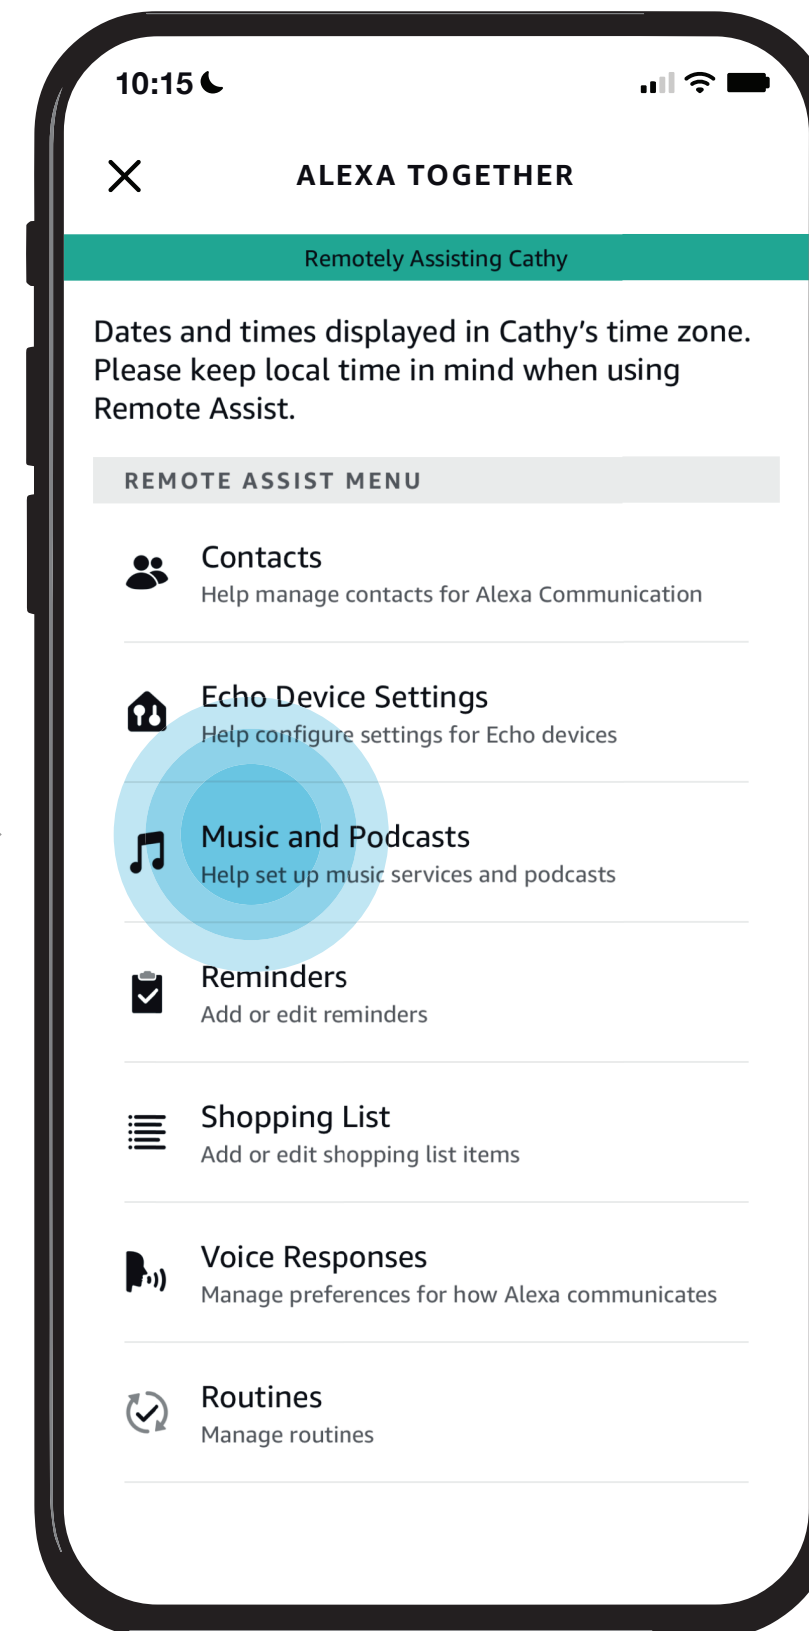 10:15
ALEXA TOGETHER
Remotely Assisting Cathy
Dates and times displayed in Cathy’s time zone.
Please keep local time in mind when using
Remote Assist.
REMOTE ASSIST MENU
Contacts
Help manage contacts for Alexa Communication
Echo Device Settings
Help configure settings for Echo devices
Music and Podcasts
Help set up music services and podcasts
Reminders
Add or edit reminders
Shopping List
Add or edit shopping list items
Voice Responses
Manage preferences for how Alexa communicates
Routines
Manage routines